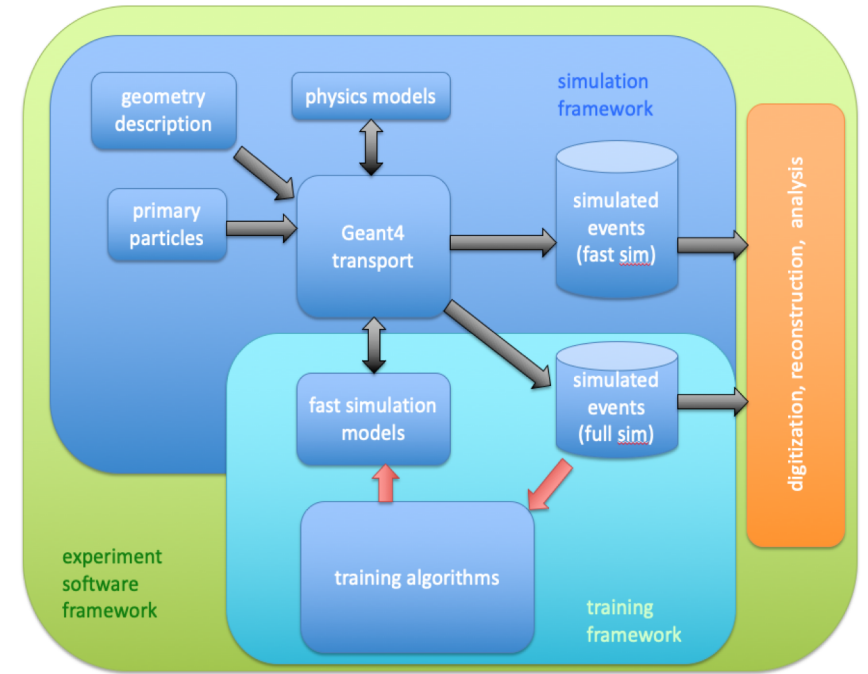 geometry
description
physics models
simulation
framework
primary
particles
Geant4
transport
simulated
events
(fast sim)
digitization, reconstruction, analysis
fast simulation
models
simulated
events
(full sim)
training algorithms
experiment
software
framework
training
framework